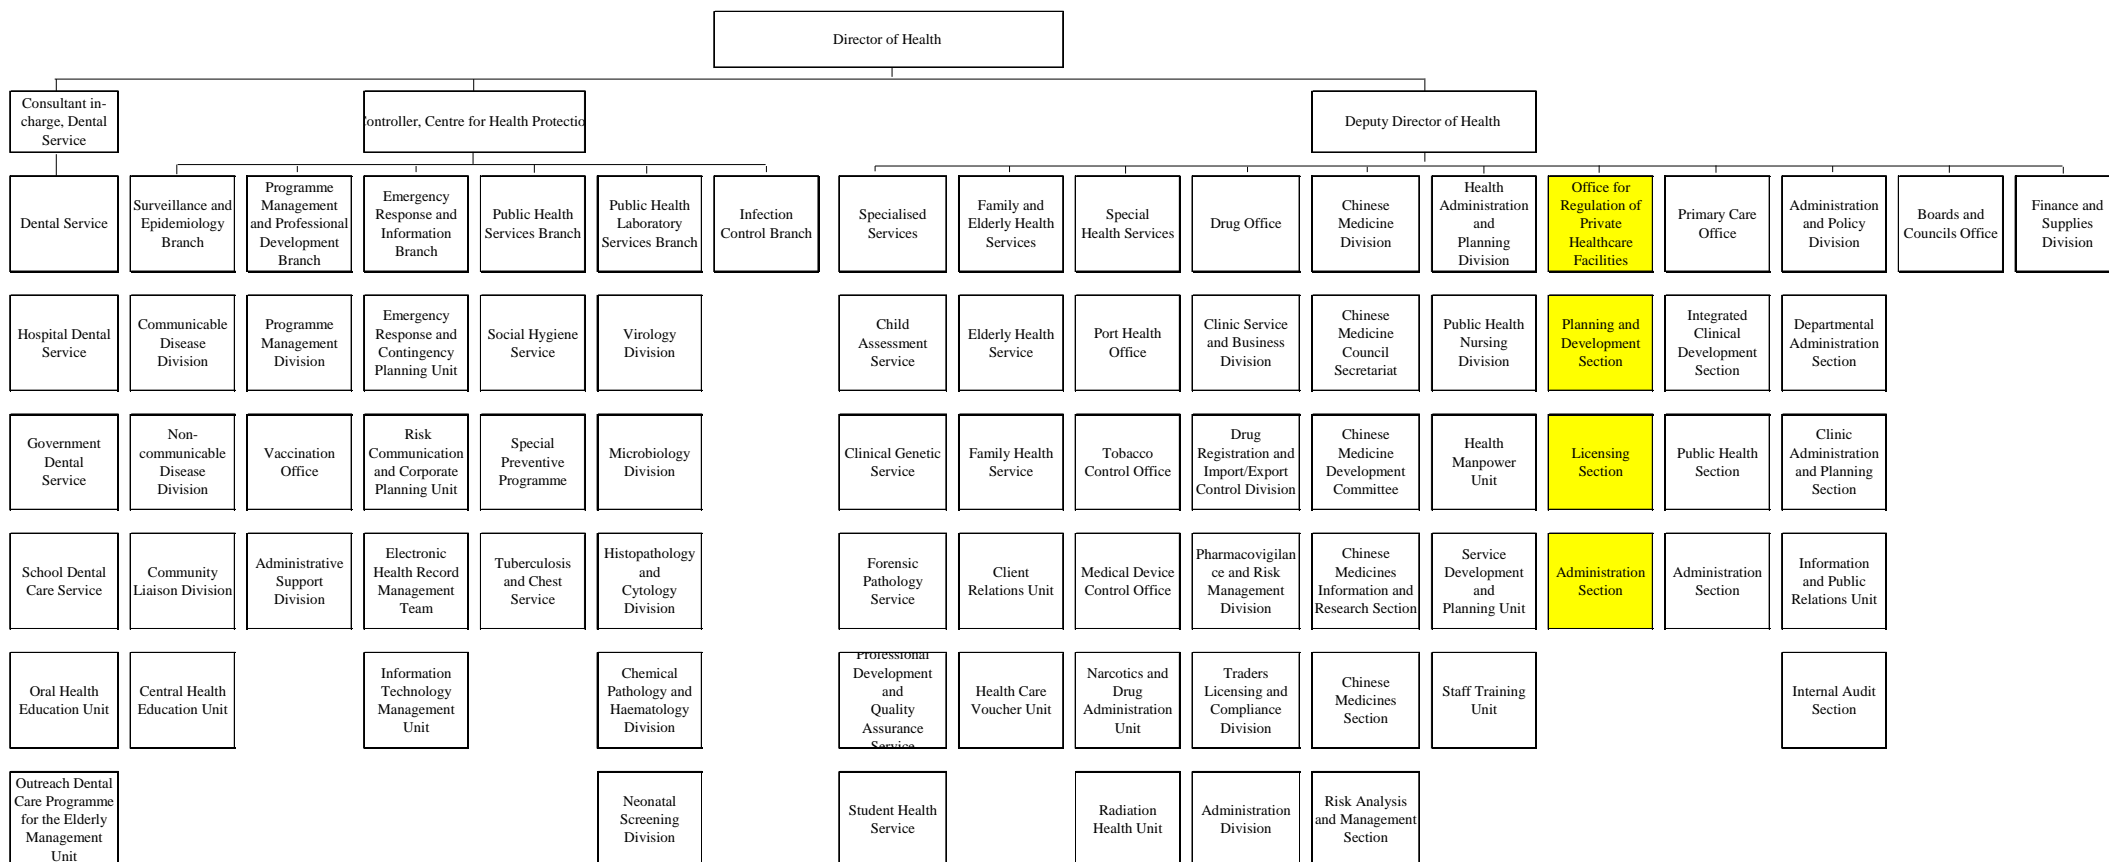 Director of Health
Consultant in-
charge, Dental
Service
ontroller, Centre for Health Protectio
Deputy Director of Health
Dental Service
Surveillance and
Epidemiology
Branch
Programme
Management
and Professional
Development
Branch
Emergency
Response and
Information
Branch
Public Health
Services Branch
Public Health
Laboratory
Services Branch
Infection
Control Branch
Specialised
Services
Family and
Elderly Health
Services
Special
Health Services
Drug Office
Chinese
Medicine
Division
Health
Administration
and
Planning
Division
Office for
Regulation of
Private
Healthcare
Facilities
Primary Care
Office
Administration
and Policy
Division
Boards and
Councils Office
Finance and
Supplies
Division
Hospital Dental
Service
Communicable
Disease
Division
Programme
Management
Division
Emergency
Response and
Contingency
Planning Unit
Social Hygiene
Service
Virology
Division
Child
Assessment
Service
Elderly Health
Service
Port Health
Office
Clinic Service
and Business
Division
Chinese
Medicine
Council
Secretariat
Public Health
Nursing
Division
Planning and
Development
Section
Integrated
Clinical
Development
Section
Departmental
Administration
Section
Government
Dental
Service
Non-
communicable
Disease
Division
Vaccination
Office
Risk
Communication
and Corporate
Planning Unit
Special
Preventive
Programme
Microbiology
Division
Clinical Genetic
Service
Family Health
Service
Tobacco
Control Office
Drug
Registration and
Import/Export
Control Division
Chinese
Medicine
Development
Committee
Health
Manpower
Unit
Licensing
Section
Public Health
Section
Clinic
Administration
and Planning
Section
School Dental
Care Service
Community
Liaison Division
Administrative
Support
Division
Electronic
Health Record
Management
Team
Tuberculosis
and Chest
Service
Histopathology
and
Cytology
Division
Forensic
Pathology
Service
Client
Relations Unit
Medical Device
Control Office
Pharmacovigilan
ce and Risk
Management
Division
Chinese
Medicines
Information and
Research Section
Service
Development
and
Planning Unit
Administration
Section
Administration
Section
Information
and Public
Relations Unit
Oral Health
Education Unit
Central Health
Education Unit
Information
Technology
Management
Unit
Chemical
Pathology and
Haematology
Division
Professional
Development
and
Quality
Assurance
Service
Health Care
Voucher Unit
Narcotics and
Drug
Administration
Unit
Traders
Licensing and
Compliance
Division
Chinese
Medicines
Section
Staff Training
Unit
Internal Audit
Section
Outreach Dental
Care Programme
for the Elderly
Management
Unit
Neonatal
Screening
Division
Student Health
Service
Radiation
Health Unit
Administration
Division
Risk Analysis
and Management
Section